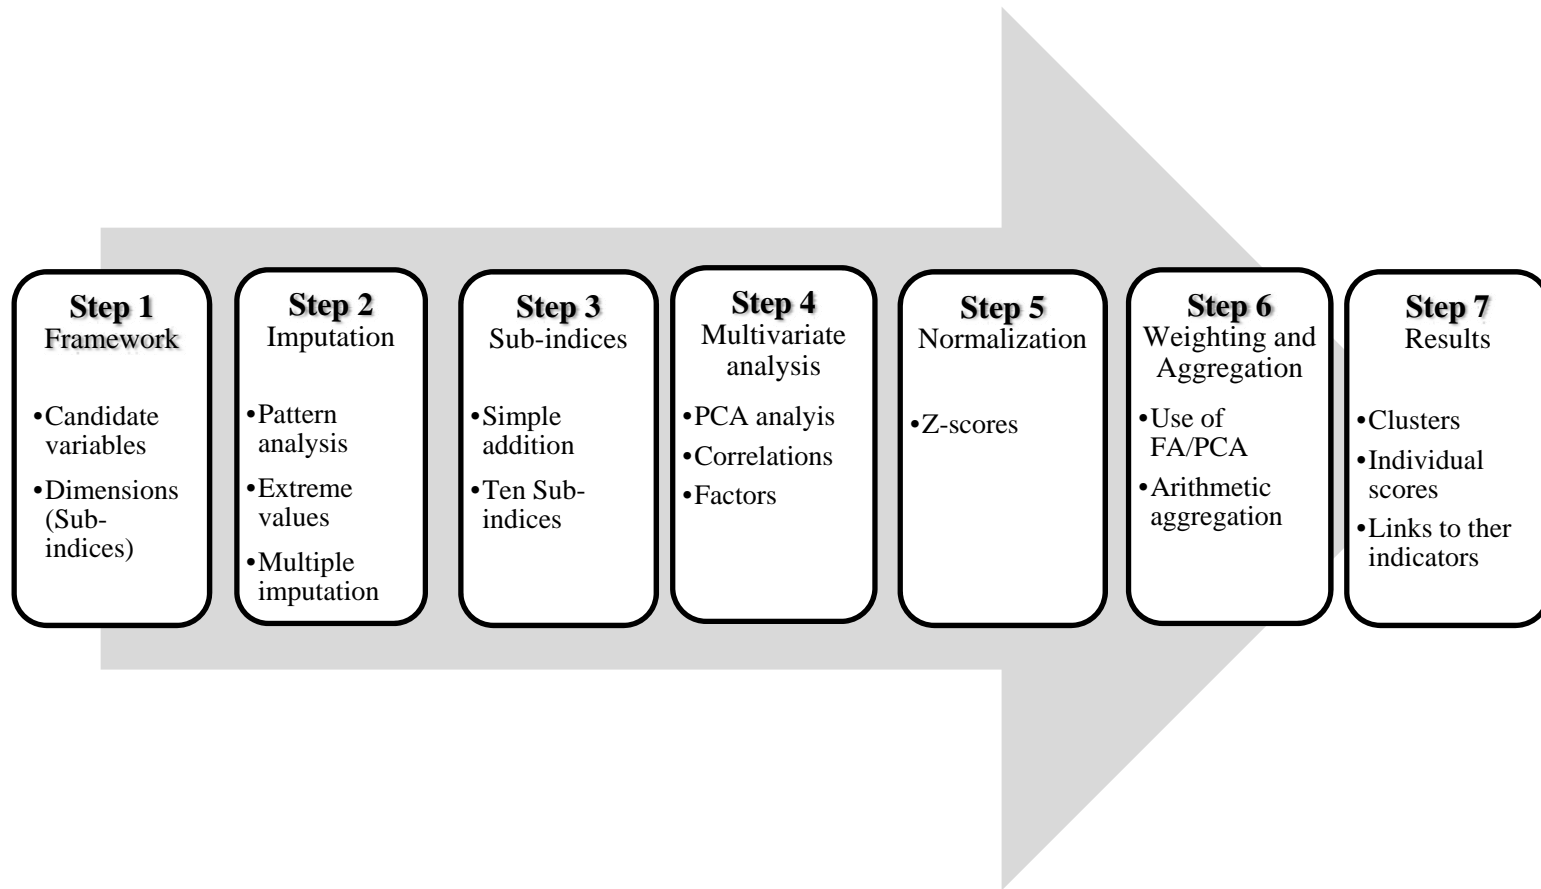 Step 1
Framework
•Candidate
variables
•Dimensions
(Sub-
indices)
Step 2
Imputation
•Pattern
analysis
•Extreme
values
•Multiple
imputation
Step 3
Sub-indices
•Simple
addition
•Ten Sub-
indices
Step 4
Multivariate
analysis
•PCA analyis
•Correlations
•Factors
Step 5
Normalization
•Z-scores
Step 6
Weighting and
Aggregation
•Use of
FA/PCA
•Arithmetic
aggregation
Step 7
Results
•Clusters
•Individual
scores
•Links to ther
indicators